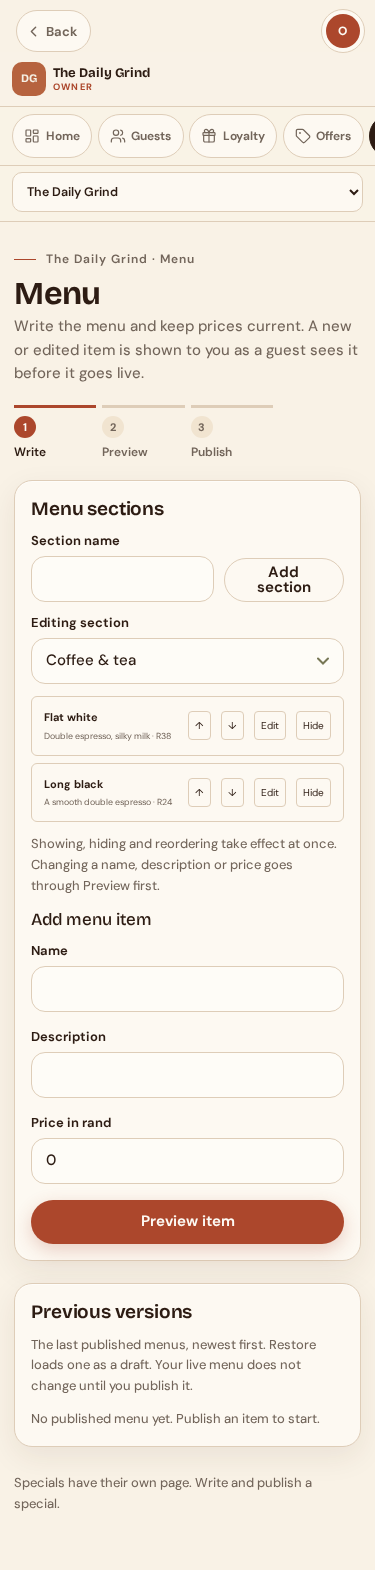 Back
O
DG
The Daily Grind
OWNER
Home
Guests
Loyalty
Offers
The Daily Grind
The Daily Grind · Menu
Menu
Write the menu and keep prices current. A new
or edited item is shown to you as a guest sees it
before it goes live.
1
2
3
Write
Preview
Publish
Menu sections
Section name
Add
section
Editing section
Coffee & tea
Flat white
Double espresso, silky milk · R38
↑
↓
Edit
Hide
Long black
A smooth double espresso · R24
↑
↓
Edit
Hide
Showing, hiding and reordering take effect at once.
Changing a name, description or price goes
through Preview first.
Add menu item
Name
Description
Price in rand
0
Preview item
Previous versions
The last published menus, newest first. Restore
loads one as a draft. Your live menu does not
change until you publish it.
No published menu yet. Publish an item to start.
Specials have their own page. Write and publish a
special.